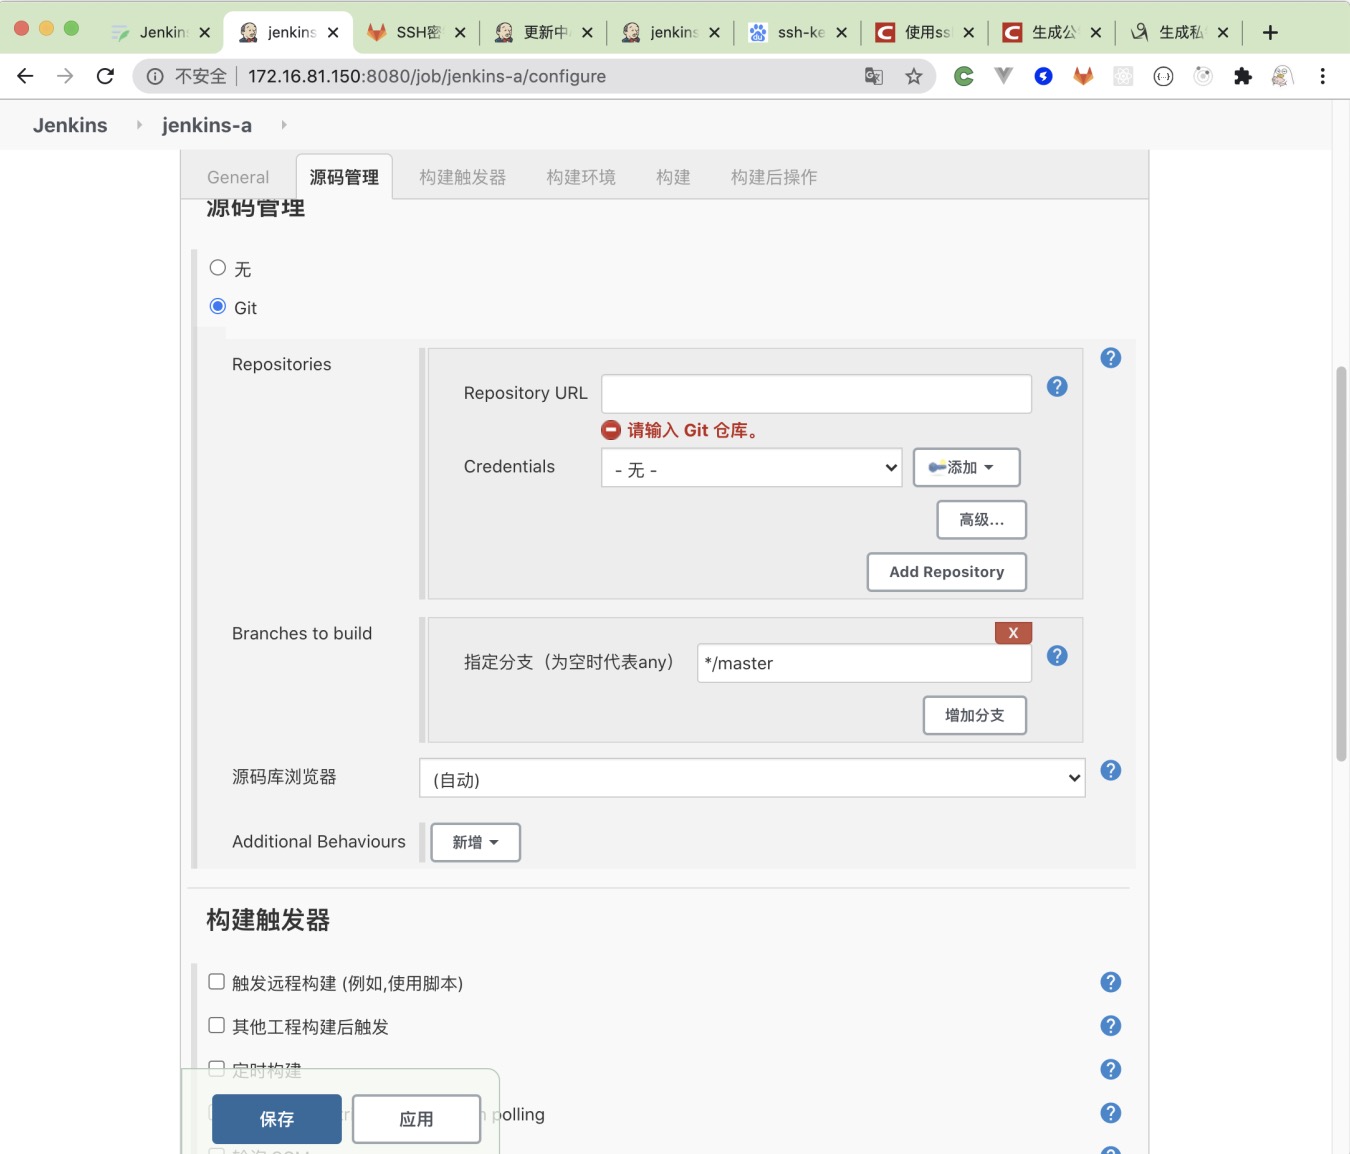 Jenkins
jenkins
SSH密
更新中
jenkins
ssh-ke
使用ss
生成公
生成私
不安全 172.16.81.150:8080/job/jenkins-a/configure
Jenkins jenkins-a
General 源码管理 构建触发器 构建环境 构建 构建后操作
源码管理
无
Git
Repositories
Repository URL
请输入 Git 仓库。
Credentials - 无 - 添加
高级...
Add Repository
Branches to build
X
指定分支（为空时代表any） */master
增加分支
源码库浏览器 (自动)
Additional Behaviours 新增
构建触发器
触发远程构建 (例如,使用脚本)
其他工程构建后触发
定时构建
保存 应用 polling